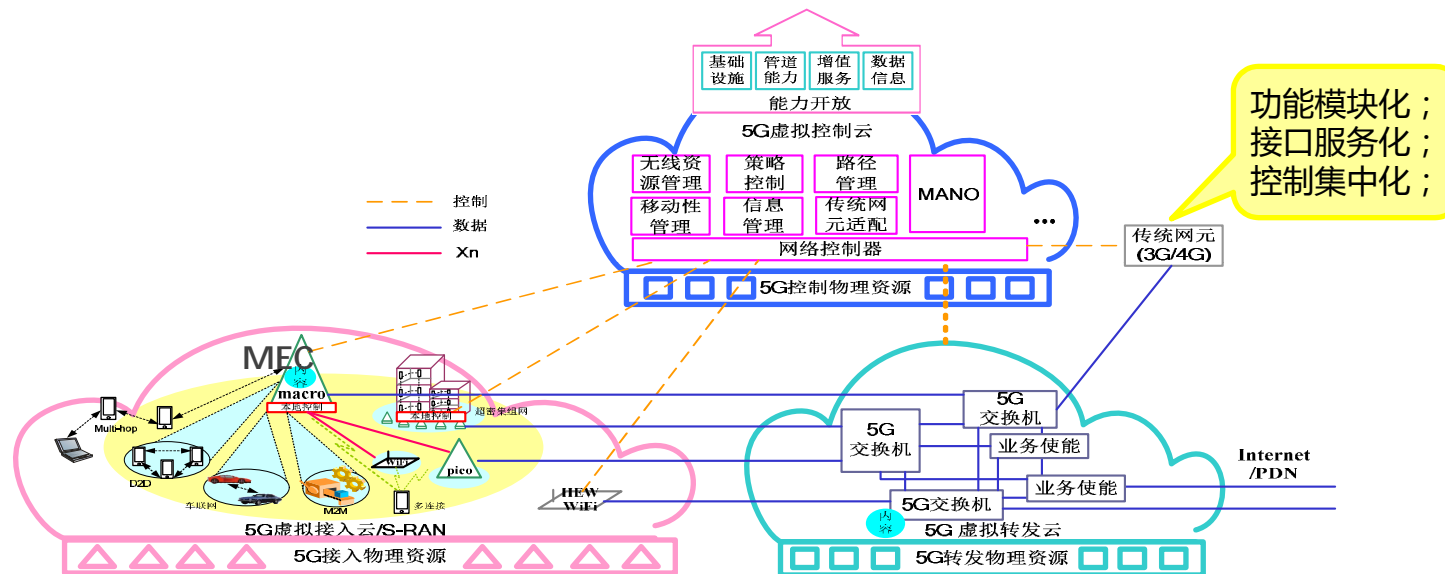 基础
设施
管道
能力
增值
服务
数据
信息
能力开放
5G虚拟控制云
功能模块化；
接口服务化；
控制集中化；
无线资
源管理
策略
控制
路径
管理
MANO
移动性
管理
信息
管理
传统网
元适配
...
网络控制器
5G控制物理资源
控制
数据
Xn
传统网元
(3G/4G)
MEC
内容
macro
本地控制
超密集组网
本地控制
Multi-hop
D2D
车联网
M2M
WiFi
pico
多连接
HEW
WiFi
5G虚拟接入云/S-RAN
5G接入物理资源
5G
交换机
5G
交换机
业务使能
业务使能
5G交换机
内容
Internet
/PDN
5G 虚拟转发云
5G转发物理资源